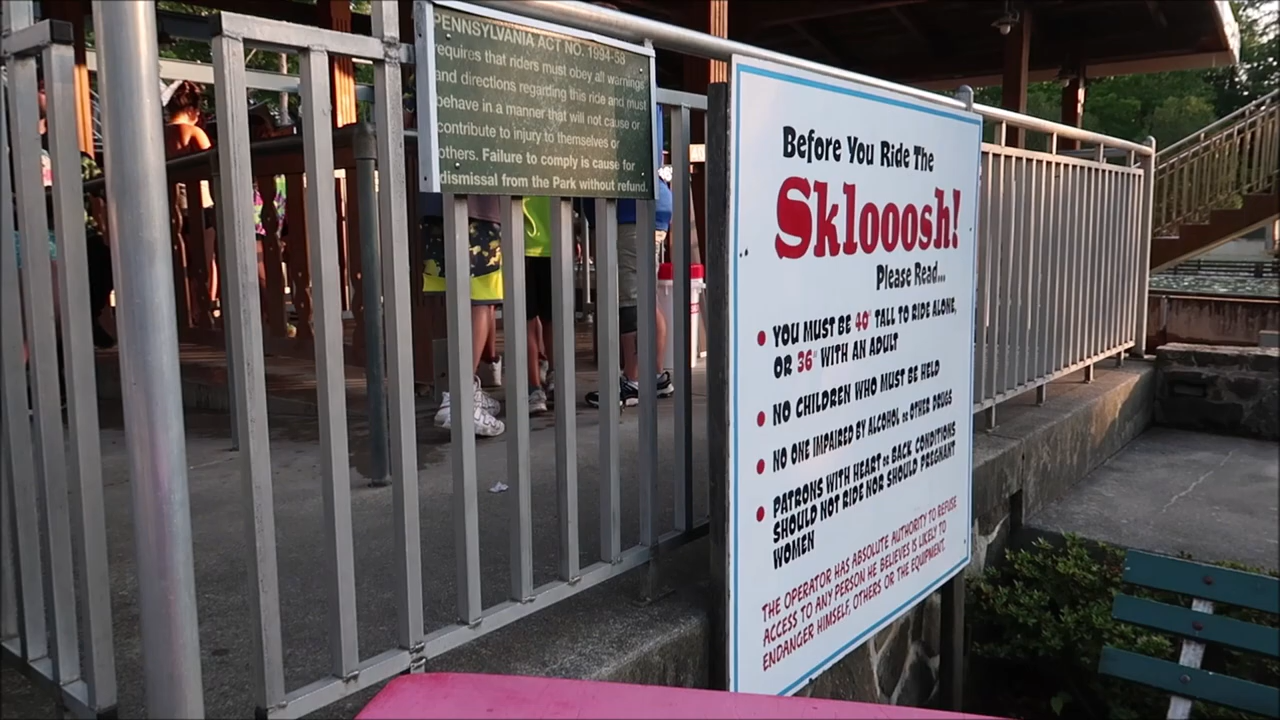 PENNSYLVANIA ACT NO. 1994-58
requires that riders must obey all warnings
and directions regarding this ride and must
behave in a manner that will not cause or
contribute to injury to themselves or
others. Failure to comply is cause for
dismissal from the Park without refund.
Before You Ride The
Sklooosh!
Please Read...
• YOU MUST BE 40" TALL TO RIDE ALONE,
OR 36" WITH AN ADULT
• NO CHILDREN WHO MUST BE HELD
• NO ONE IMPAIRED BY ALCOHOL OR OTHER DRUGS
• PATRONS WITH HEART OR BACK CONDITIONS
SHOULD NOT RIDE NOR SHOULD PREGNANT
WOMEN
THE OPERATOR HAS ABSOLUTE AUTHORITY TO REFUSE
ACCESS TO ANY PERSON HE BELIEVES IS LIKELY TO
ENDANGER HIMSELF, OTHERS OR THE EQUIPMENT.